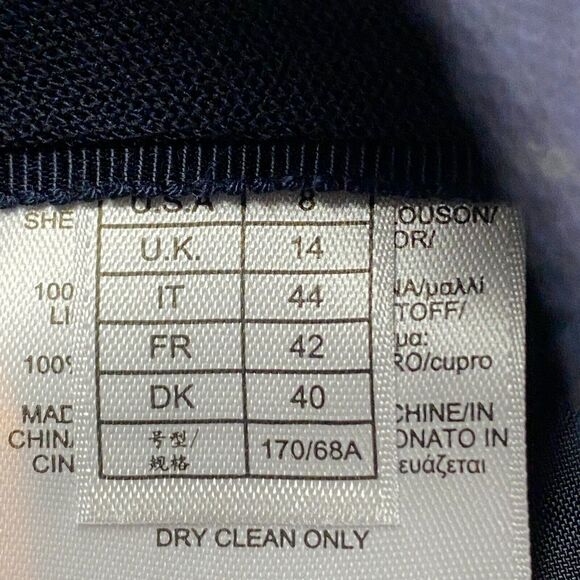 U.S.A 8
SHE OUSON/
U.K. 14 OR/
IT 44
100 NA/μαλλί
LI TOFF/
FR 42 μα:
100% RO/cupro
DK 40
MAD CHINE/IN
CHIN. ONATO IN
号型/规格 170/68A
CIN ευάζεται
DRY CLEAN ONLY